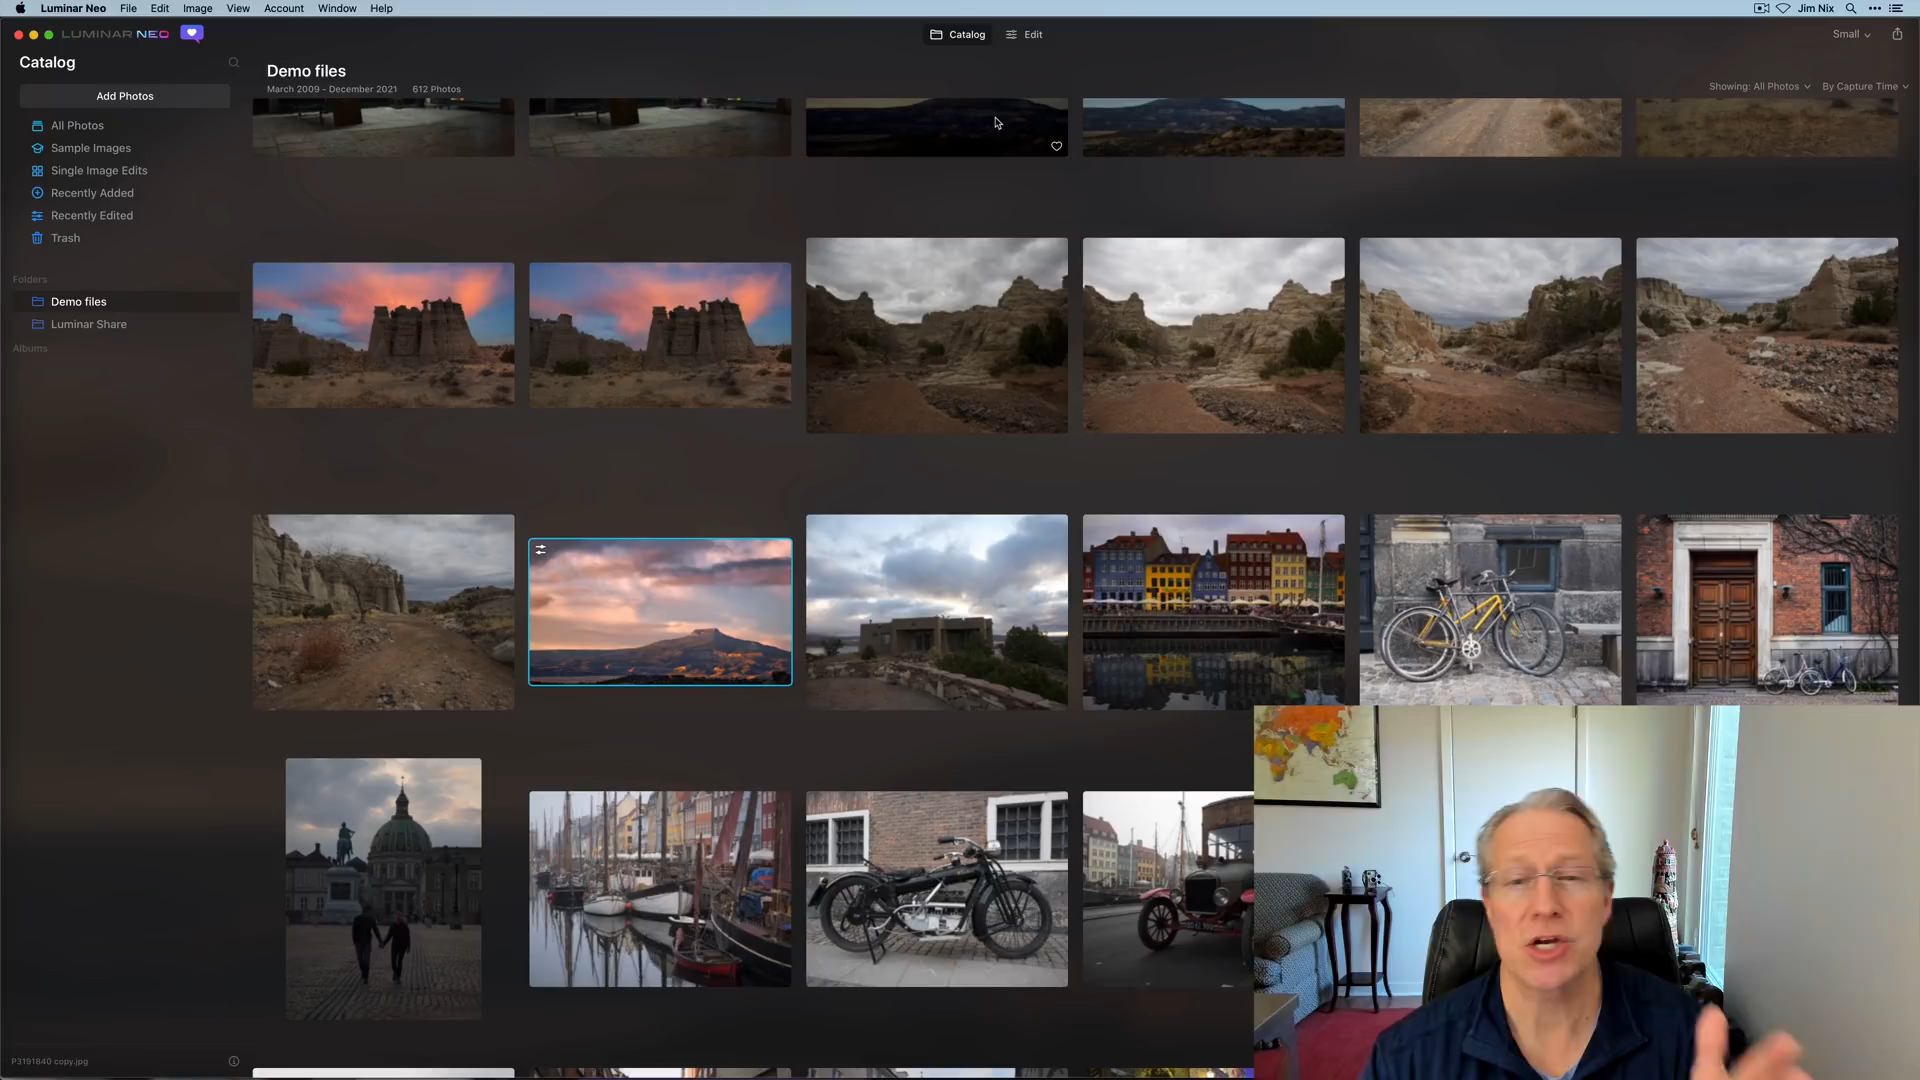 Luminar Neo File Edit Image View Account Window Help Jim Nix
LUMINAR NEO Catalog Edit Small
Catalog
Demo files
March 2009 - December 2021 612 Photos
Showing: All Photos By Capture Time
Add Photos
All Photos
Sample Images
Single Image Edits
Recently Added
Recently Edited
Trash
Folders
Demo files
Luminar Share
Albums
P3191840 copy.jpg